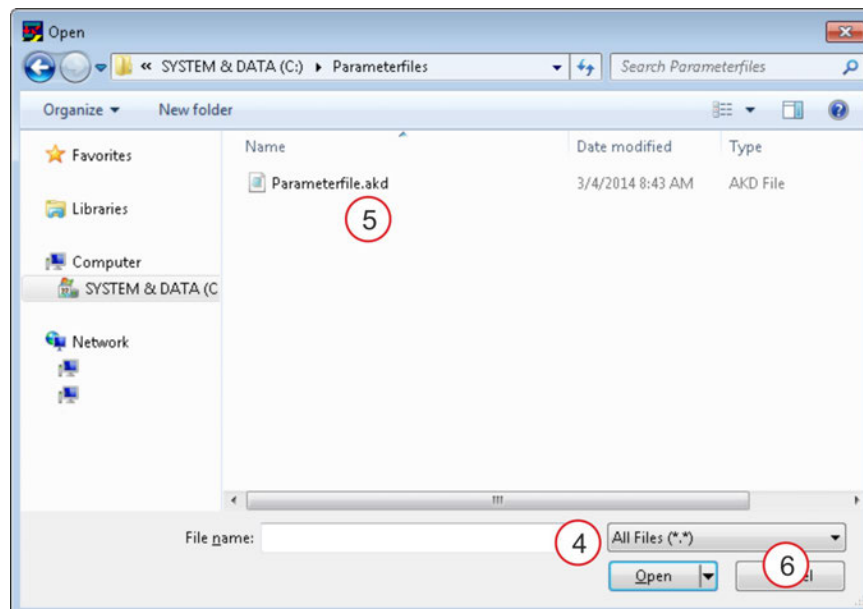 Open
« SYSTEM & DATA (C:) ▸ Parameterfiles
Search Parameterfiles
Organize
New folder
Name
Date modified
Type
Favorites
Parameterfile.akd
3/4/2014 8:43 AM
AKD File
5
Libraries
Computer
SYSTEM & DATA (C
Network
File name:
4
All Files (*.*)
Open
6